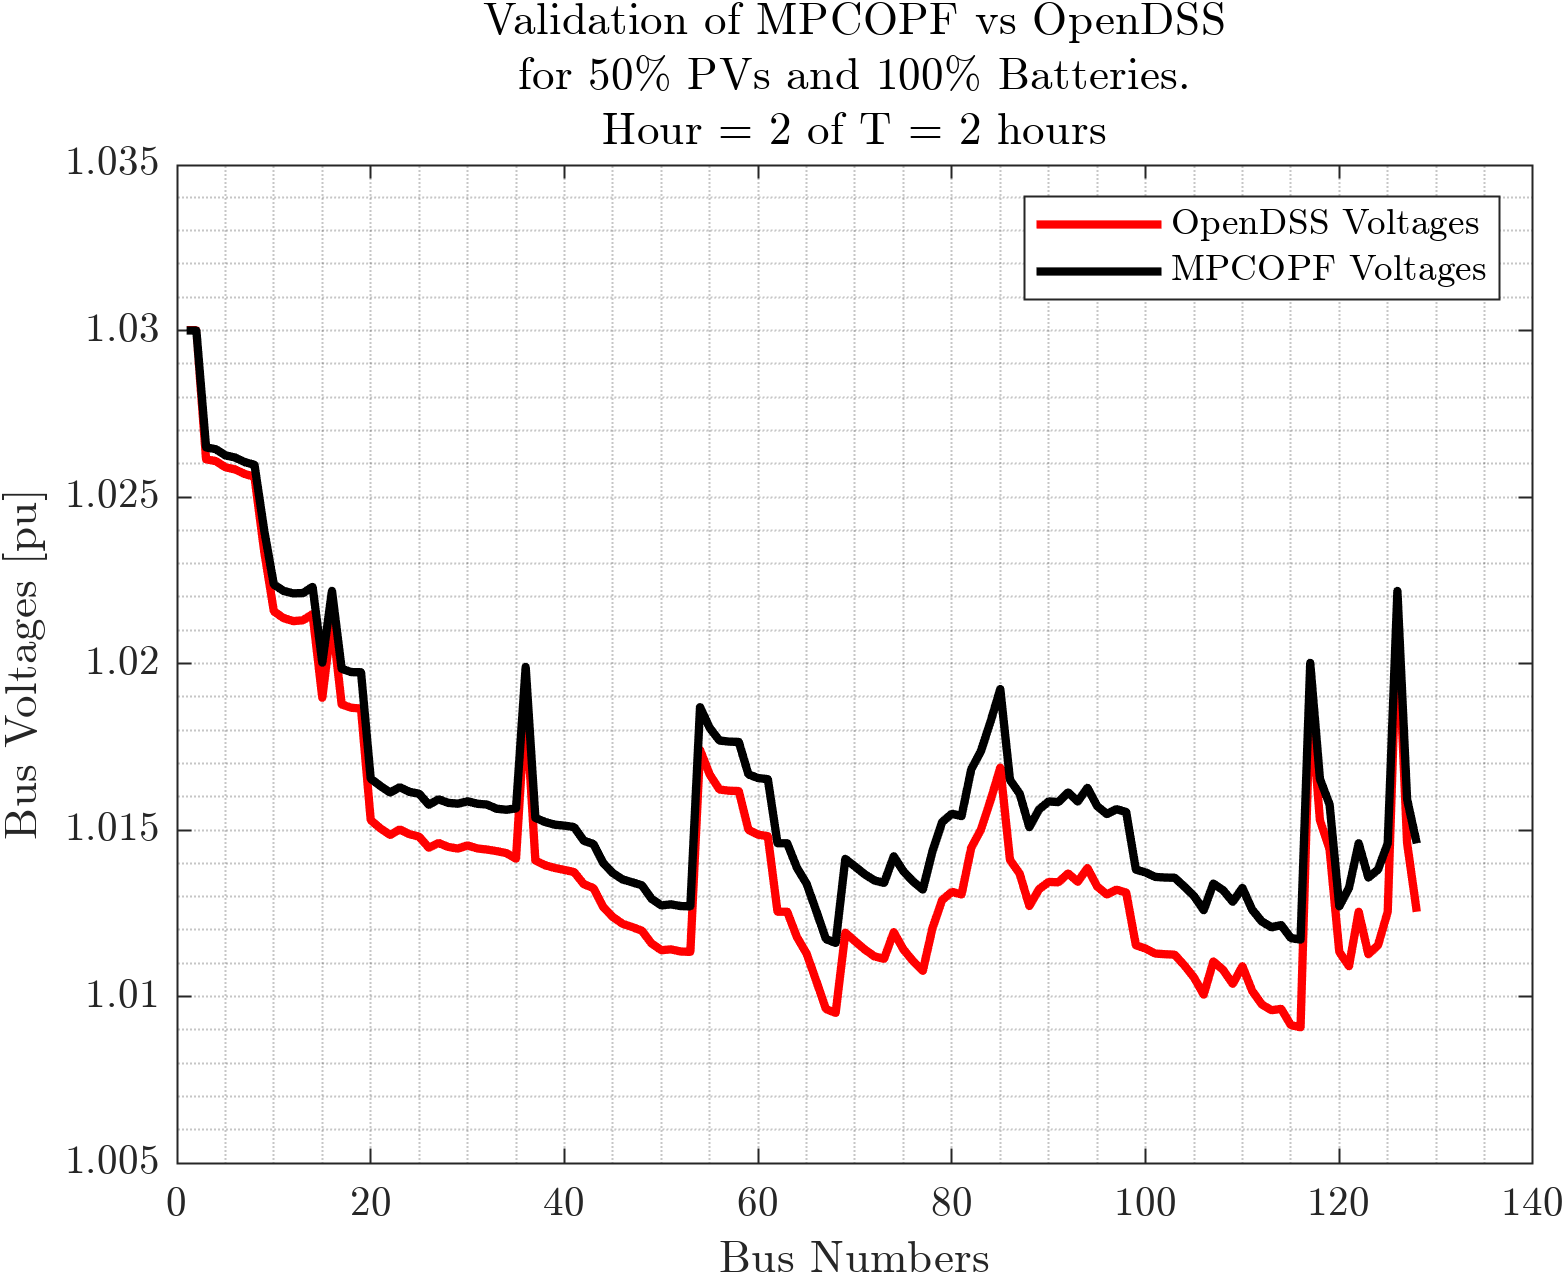 Validation of MPCOPF vs OpenDSS
for 50% PVs and 100% Batteries.
Hour = 2 of T = 2 hours
1.035
1.03
1.025
1.02
1.015
1.01
1.005
Bus Voltages [pu]
OpenDSS Voltages
MPCOPF Voltages
0 20 40 60 80 100 120 140
Bus Numbers